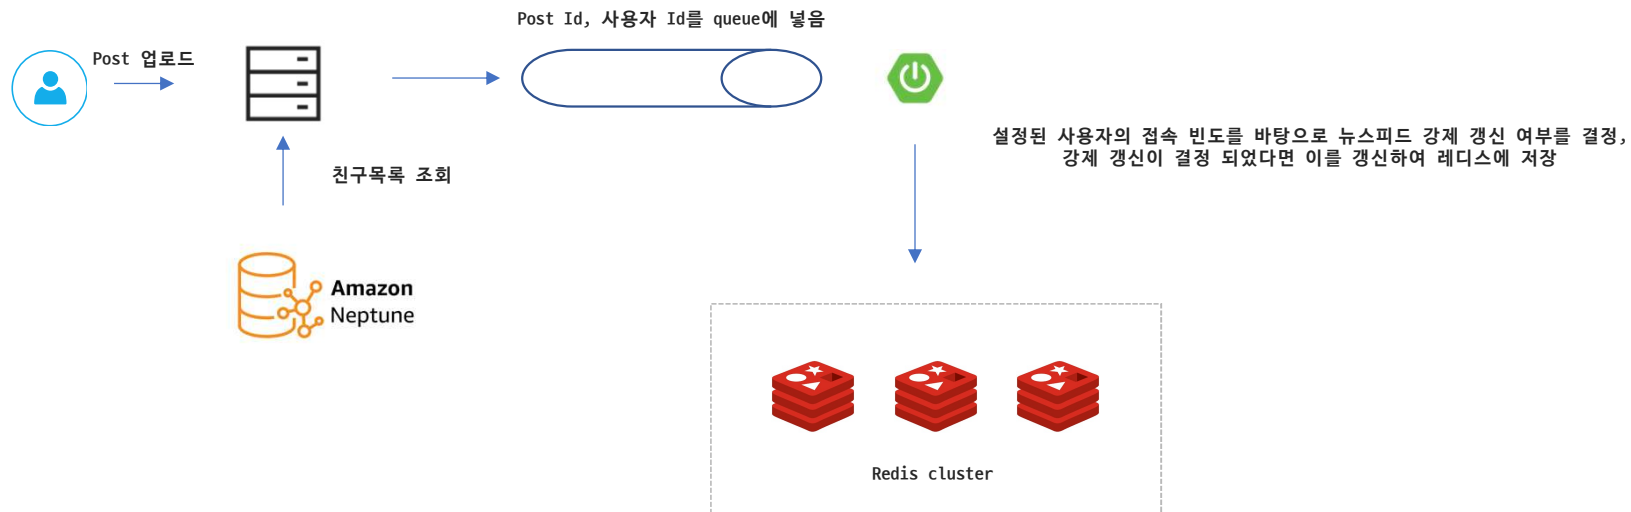 Post Id, 사용자 Id를 queue에 넣음
Post 업로드
설정된 사용자의 접속 빈도를 바탕으로 뉴스피드 강제 갱신 여부를 결정,
강제 갱신이 결정 되었다면 이를 갱신하여 레디스에 저장
친구목록 조회
Amazon
Neptune
Redis cluster